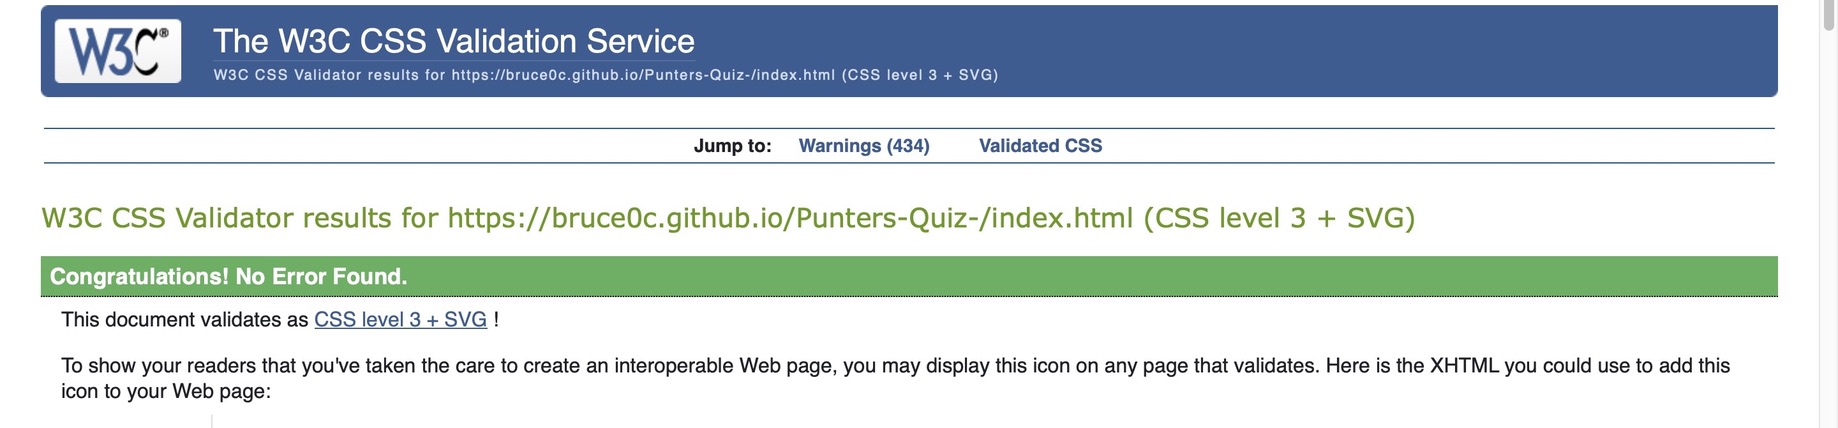 W3C®
The W3C CSS Validation Service
W3C CSS Validator results for https://bruce0c.github.io/Punters-Quiz-/index.html (CSS level 3 + SVG)
Jump to: Warnings (434) Validated CSS
W3C CSS Validator results for https://bruce0c.github.io/Punters-Quiz-/index.html (CSS level 3 + SVG)
Congratulations! No Error Found.
This document validates as CSS level 3 + SVG !
To show your readers that you've taken the care to create an interoperable Web page, you may display this icon on any page that validates. Here is the XHTML you could use to add this
icon to your Web page: